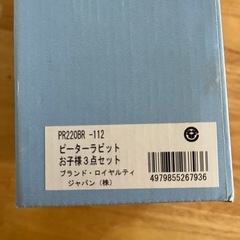 PR220BR -112
ピーターラビット
お子様3点セット
ブランド・ロイヤルティ
ジャパン(株)
4979855267936